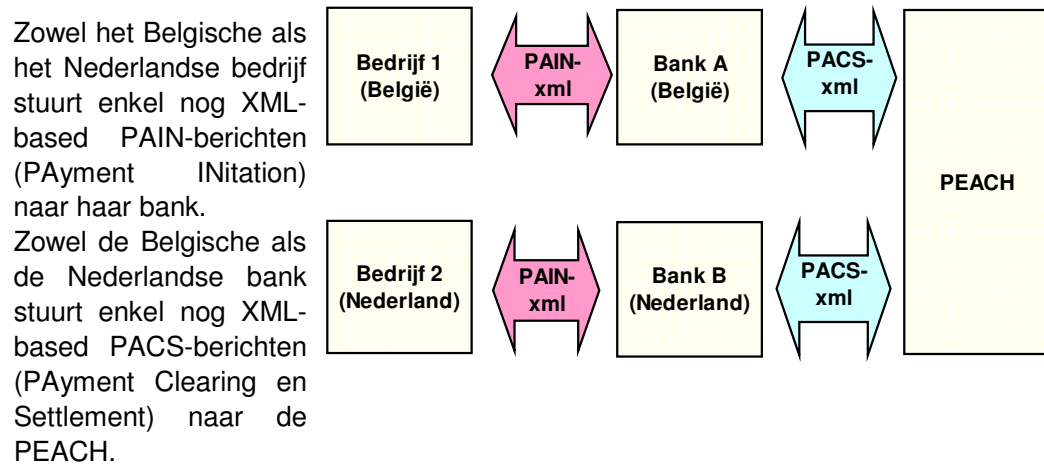 Zowel het Belgische als
het Nederlandse bedrijf
stuurt enkel nog XML-
based PAIN-berichten
(PAyment INitation)
naar haar bank.
Zowel de Belgische als
de Nederlandse bank
stuurt enkel nog XML-
based PACS-berichten
(PAyment Clearing en
Settlement) naar de
PEACH.
Bedrijf 1
(België)
PAIN-
xml
Bank A
(België)
PACS-
xml
PEACH
Bedrijf 2
(Nederland)
PAIN-
xml
Bank B
(Nederland)
PACS-
xml